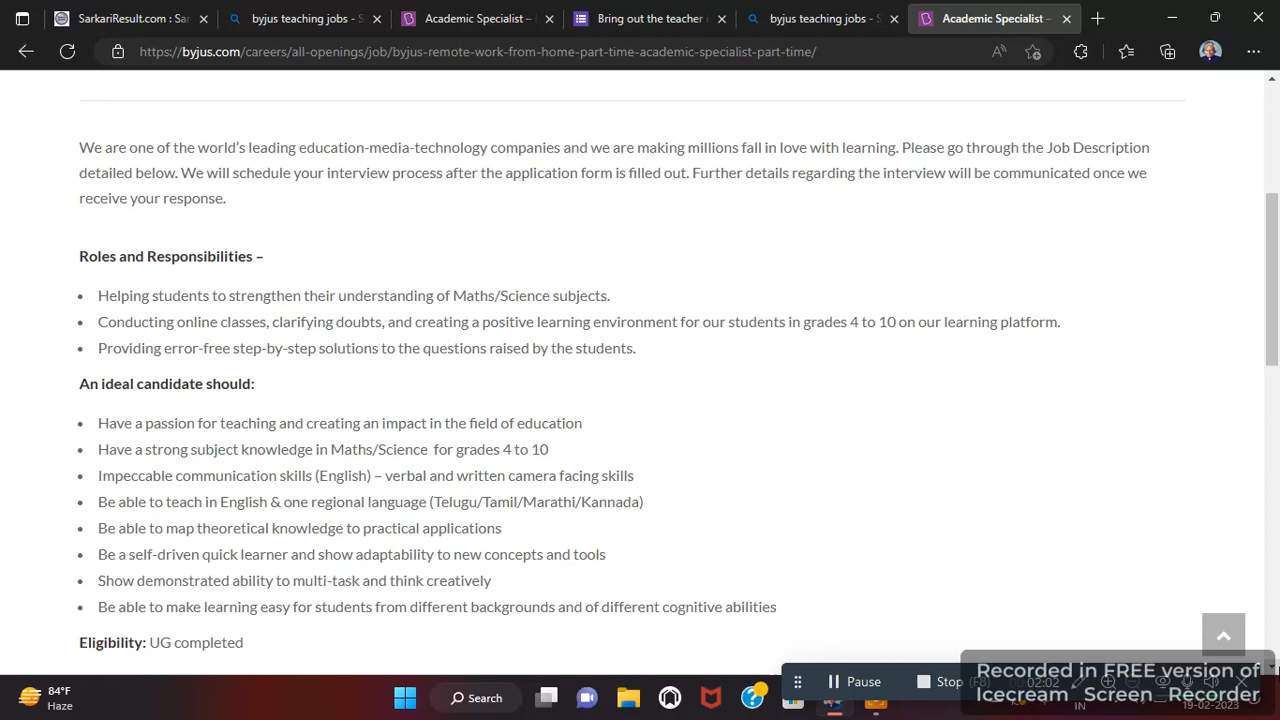 SarkariResult.com : Sar
byjus teaching jobs - S
Academic Specialist –
Bring out the teacher i
byjus teaching jobs - S
Academic Specialist –
https://byjus.com/careers/all-openings/job/byjus-remote-work-from-home-part-time-academic-specialist-part-time/
We are one of the world's leading education-media-technology companies and we are making millions fall in love with learning. Please go through the Job Description
detailed below. We will schedule your interview process after the application form is filled out. Further details regarding the interview will be communicated once we
receive your response.
Roles and Responsibilities –
• Helping students to strengthen their understanding of Maths/Science subjects.
• Conducting online classes, clarifying doubts, and creating a positive learning environment for our students in grades 4 to 10 on our learning platform.
• Providing error-free step-by-step solutions to the questions raised by the students.
An ideal candidate should:
• Have a passion for teaching and creating an impact in the field of education
• Have a strong subject knowledge in Maths/Science for grades 4 to 10
• Impeccable communication skills (English) – verbal and written camera facing skills
• Be able to teach in English & one regional language (Telugu/Tamil/Marathi/Kannada)
• Be able to map theoretical knowledge to practical applications
• Be a self-driven quick learner and show adaptability to new concepts and tools
• Show demonstrated ability to multi-task and think creatively
• Be able to make learning easy for students from different backgrounds and of different cognitive abilities
Eligibility: UG completed
Pause
Stop (F8)
02:02
Recorded in FREE version of
Icecream Screen Recorder
84°F
Haze
Search
IN
19-02-2023